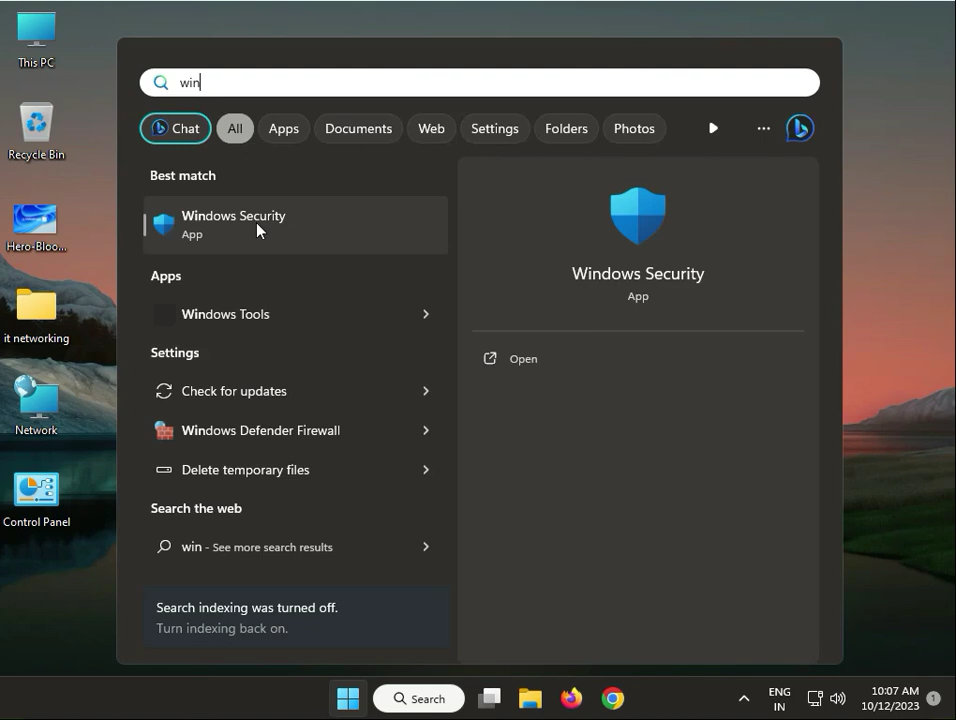 This PC
Recycle Bin
Hero-Bloo...
it networking
Network
Control Panel
win
Chat
All
Apps
Documents
Web
Settings
Folders
Photos
Best match
Windows Security
App
Apps
Windows Tools
Settings
Check for updates
Windows Defender Firewall
Delete temporary files
Search the web
win - See more search results
Search indexing was turned off.
Turn indexing back on.
Windows Security
App
Open
Search
ENG
IN
10:07 AM
10/12/2023
1